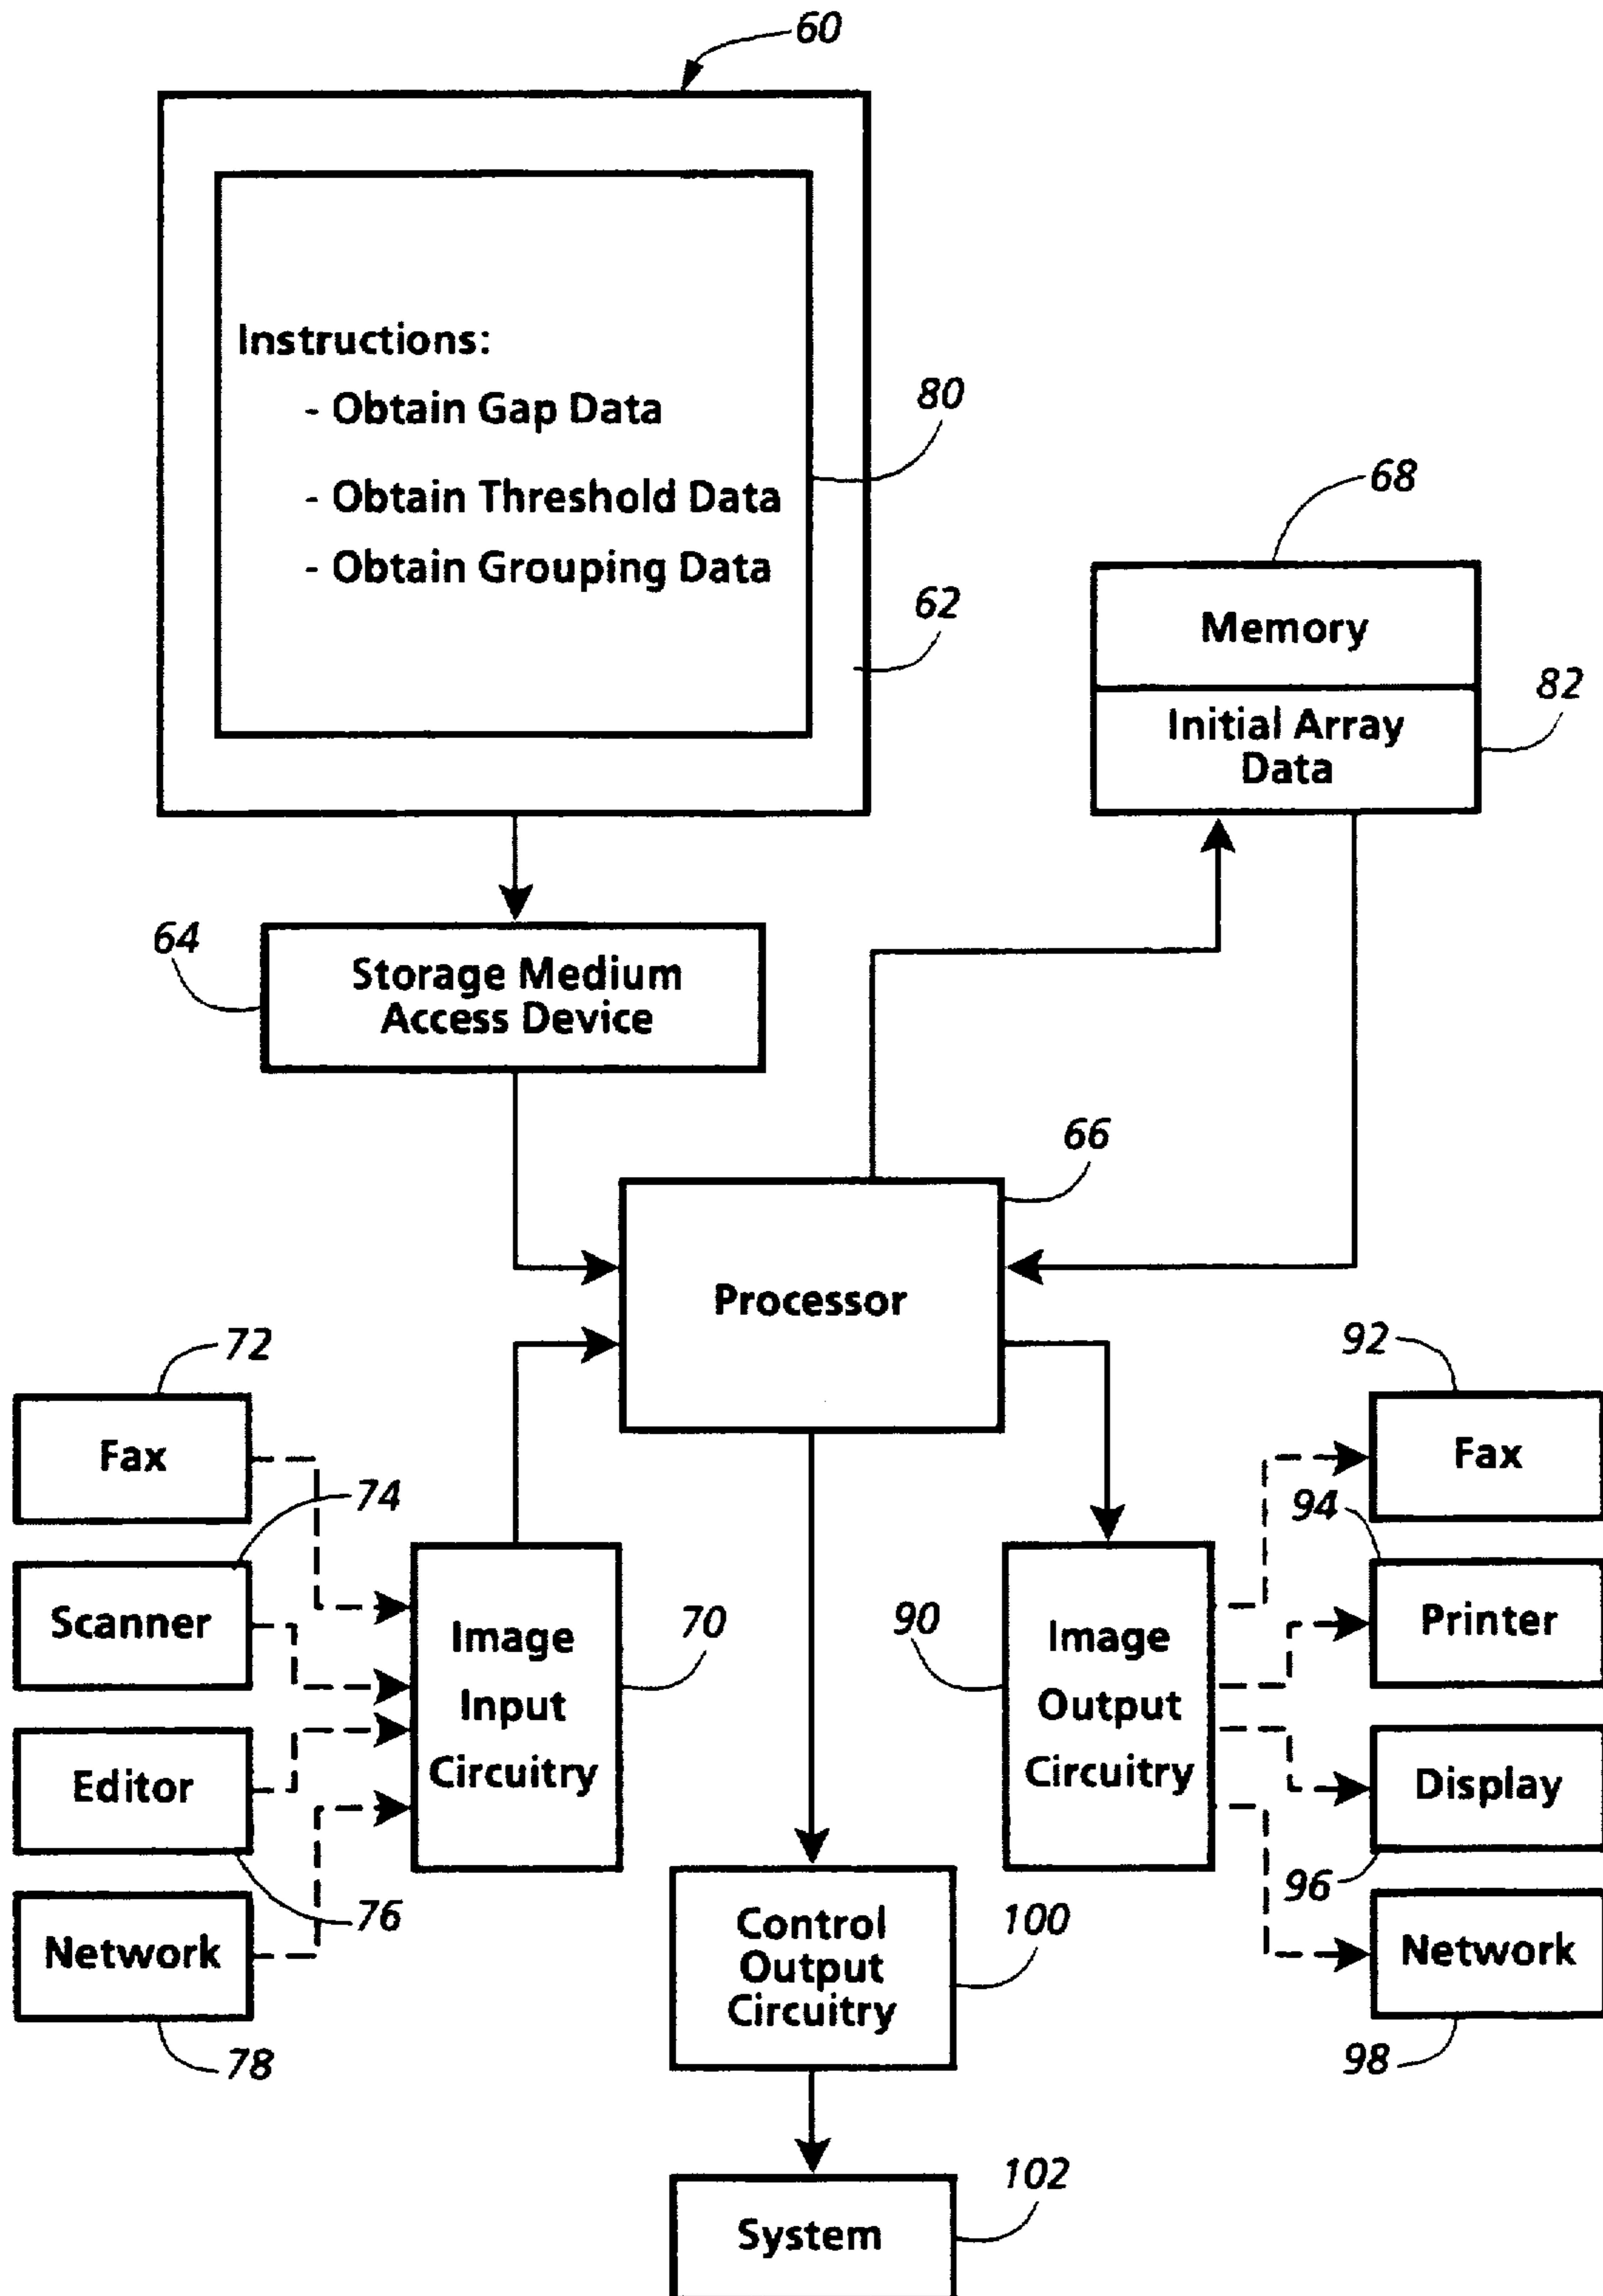 60
Instructions:
- Obtain Gap Data
80
- Obtain Threshold Data
68
- Obtain Grouping Data
62
Memory
82
Initial Array
Data
64
Storage Medium
Access Device
66
Processor
72
92
Fax
Fax
74
94
Scanner
Image
Input
Circuitry
70
90
Image
Output
Circuitry
Printer
Editor
Display
76
96
Network
Control
Output
Circuitry
100
Network
78
98
102
System